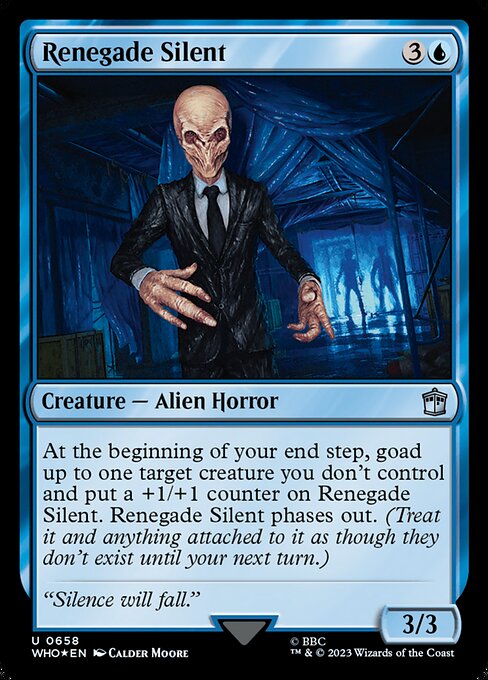 Renegade Silent 3
Creature — Alien Horror
At the beginning of your end step, goad
up to one target creature you don't control
and put a +1/+1 counter on Renegade
Silent. Renegade Silent phases out. (Treat
it and anything attached to it as though they
don't exist until your next turn.)
"Silence will fall."
3/3
U 0658
WHO★EN Calder Moore
© BBC
™ & © 2023 Wizards of the Coast